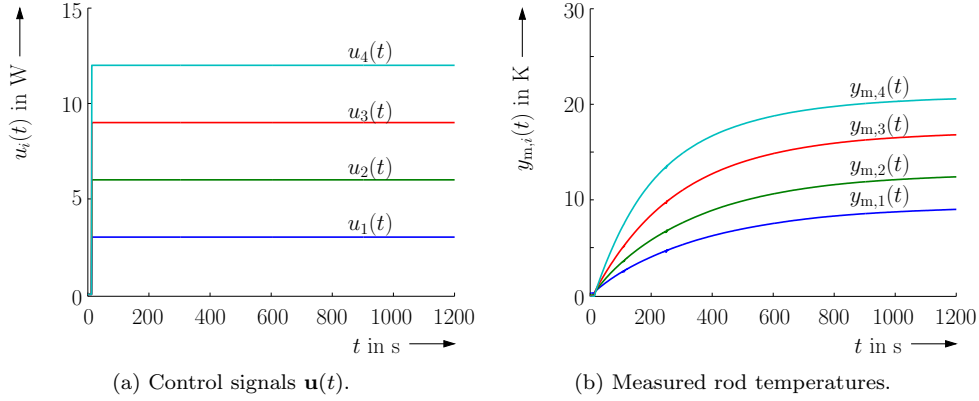 15
10
5
0
u_i(t) in W
u_4(t)
u_3(t)
u_2(t)
u_1(t)
0 200 400 600 800 1000 1200
t in s
(a) Control signals u(t).
30
20
10
0
y_{m,i}(t) in K
y_{m,4}(t)
y_{m,3}(t)
y_{m,2}(t)
y_{m,1}(t)
0 200 400 600 800 1000 1200
t in s
(b) Measured rod temperatures.